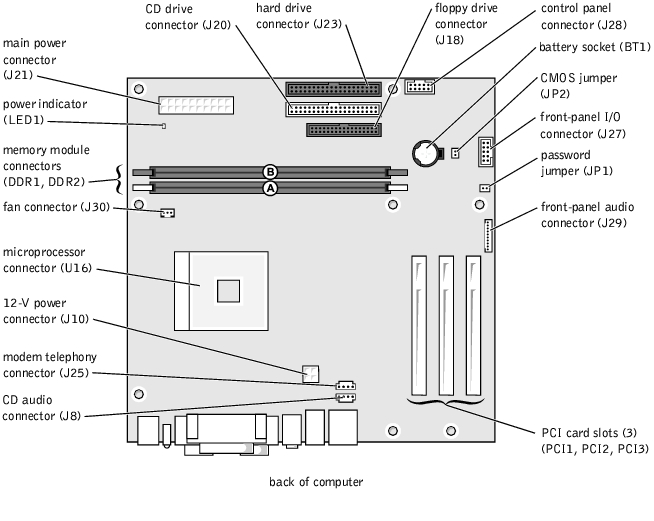 CD drive
connector (J20)
hard drive
connector (J23)
floppy drive
connector
(J18)
control panel
connector (J28)
battery socket (BT1)
CMOS jumper
(JP2)
front-panel I/O
connector (J27)
password
jumper (JP1)
front-panel audio
connector (J29)
PCI card slots (3)
(PCI1, PCI2, PCI3)
main power
connector
(J21)
power indicator
(LED1)
memory module
connectors
(DDR1, DDR2)
B
A
fan connector (J30)
microprocessor
connector (U16)
12-V power
connector (J10)
modem telephony
connector (J25)
CD audio
connector (J8)
back of computer